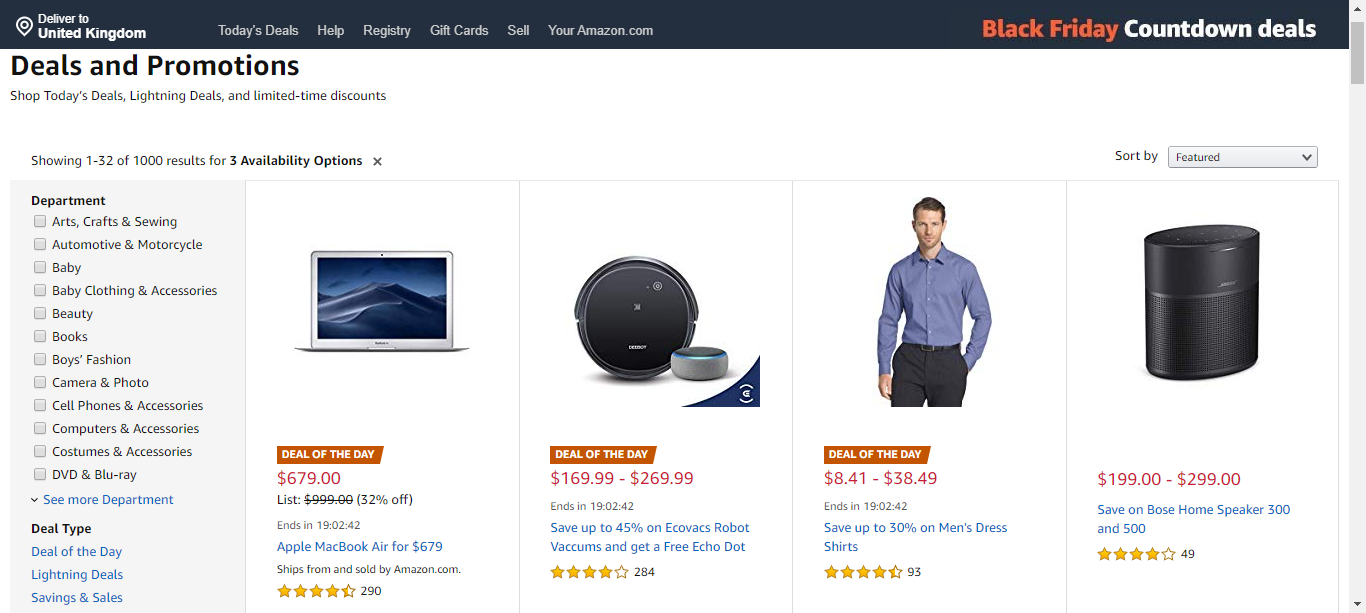 Deliver to
United Kingdom
Today's Deals Help Registry Gift Cards Sell Your Amazon.com
Black Friday Countdown deals
Deals and Promotions
Shop Today's Deals, Lightning Deals, and limited-time discounts
Showing 1-32 of 1000 results for 3 Availability Options ×
Sort by Featured
Department
Arts, Crafts & Sewing
Automotive & Motorcycle
Baby
Baby Clothing & Accessories
Beauty
Books
Boys' Fashion
Camera & Photo
Cell Phones & Accessories
Computers & Accessories
Costumes & Accessories
DVD & Blu-ray
See more Department
Deal Type
Deal of the Day
Lightning Deals
Savings & Sales
DEAL OF THE DAY
$679.00
List: $999.00 (32% off)
Ends in 19:02:42
Apple MacBook Air for $679
Ships from and sold by Amazon.com.
290
DEEBOT
DEAL OF THE DAY
$169.99 - $269.99
Ends in 19:02:42
Save up to 45% on Ecovacs Robot
Vaccums and get a Free Echo Dot
284
DEAL OF THE DAY
$8.41 - $38.49
Ends in 19:02:42
Save up to 30% on Men's Dress
Shirts
93
BOSE
$199.00 - $299.00
Save on Bose Home Speaker 300
and 500
49